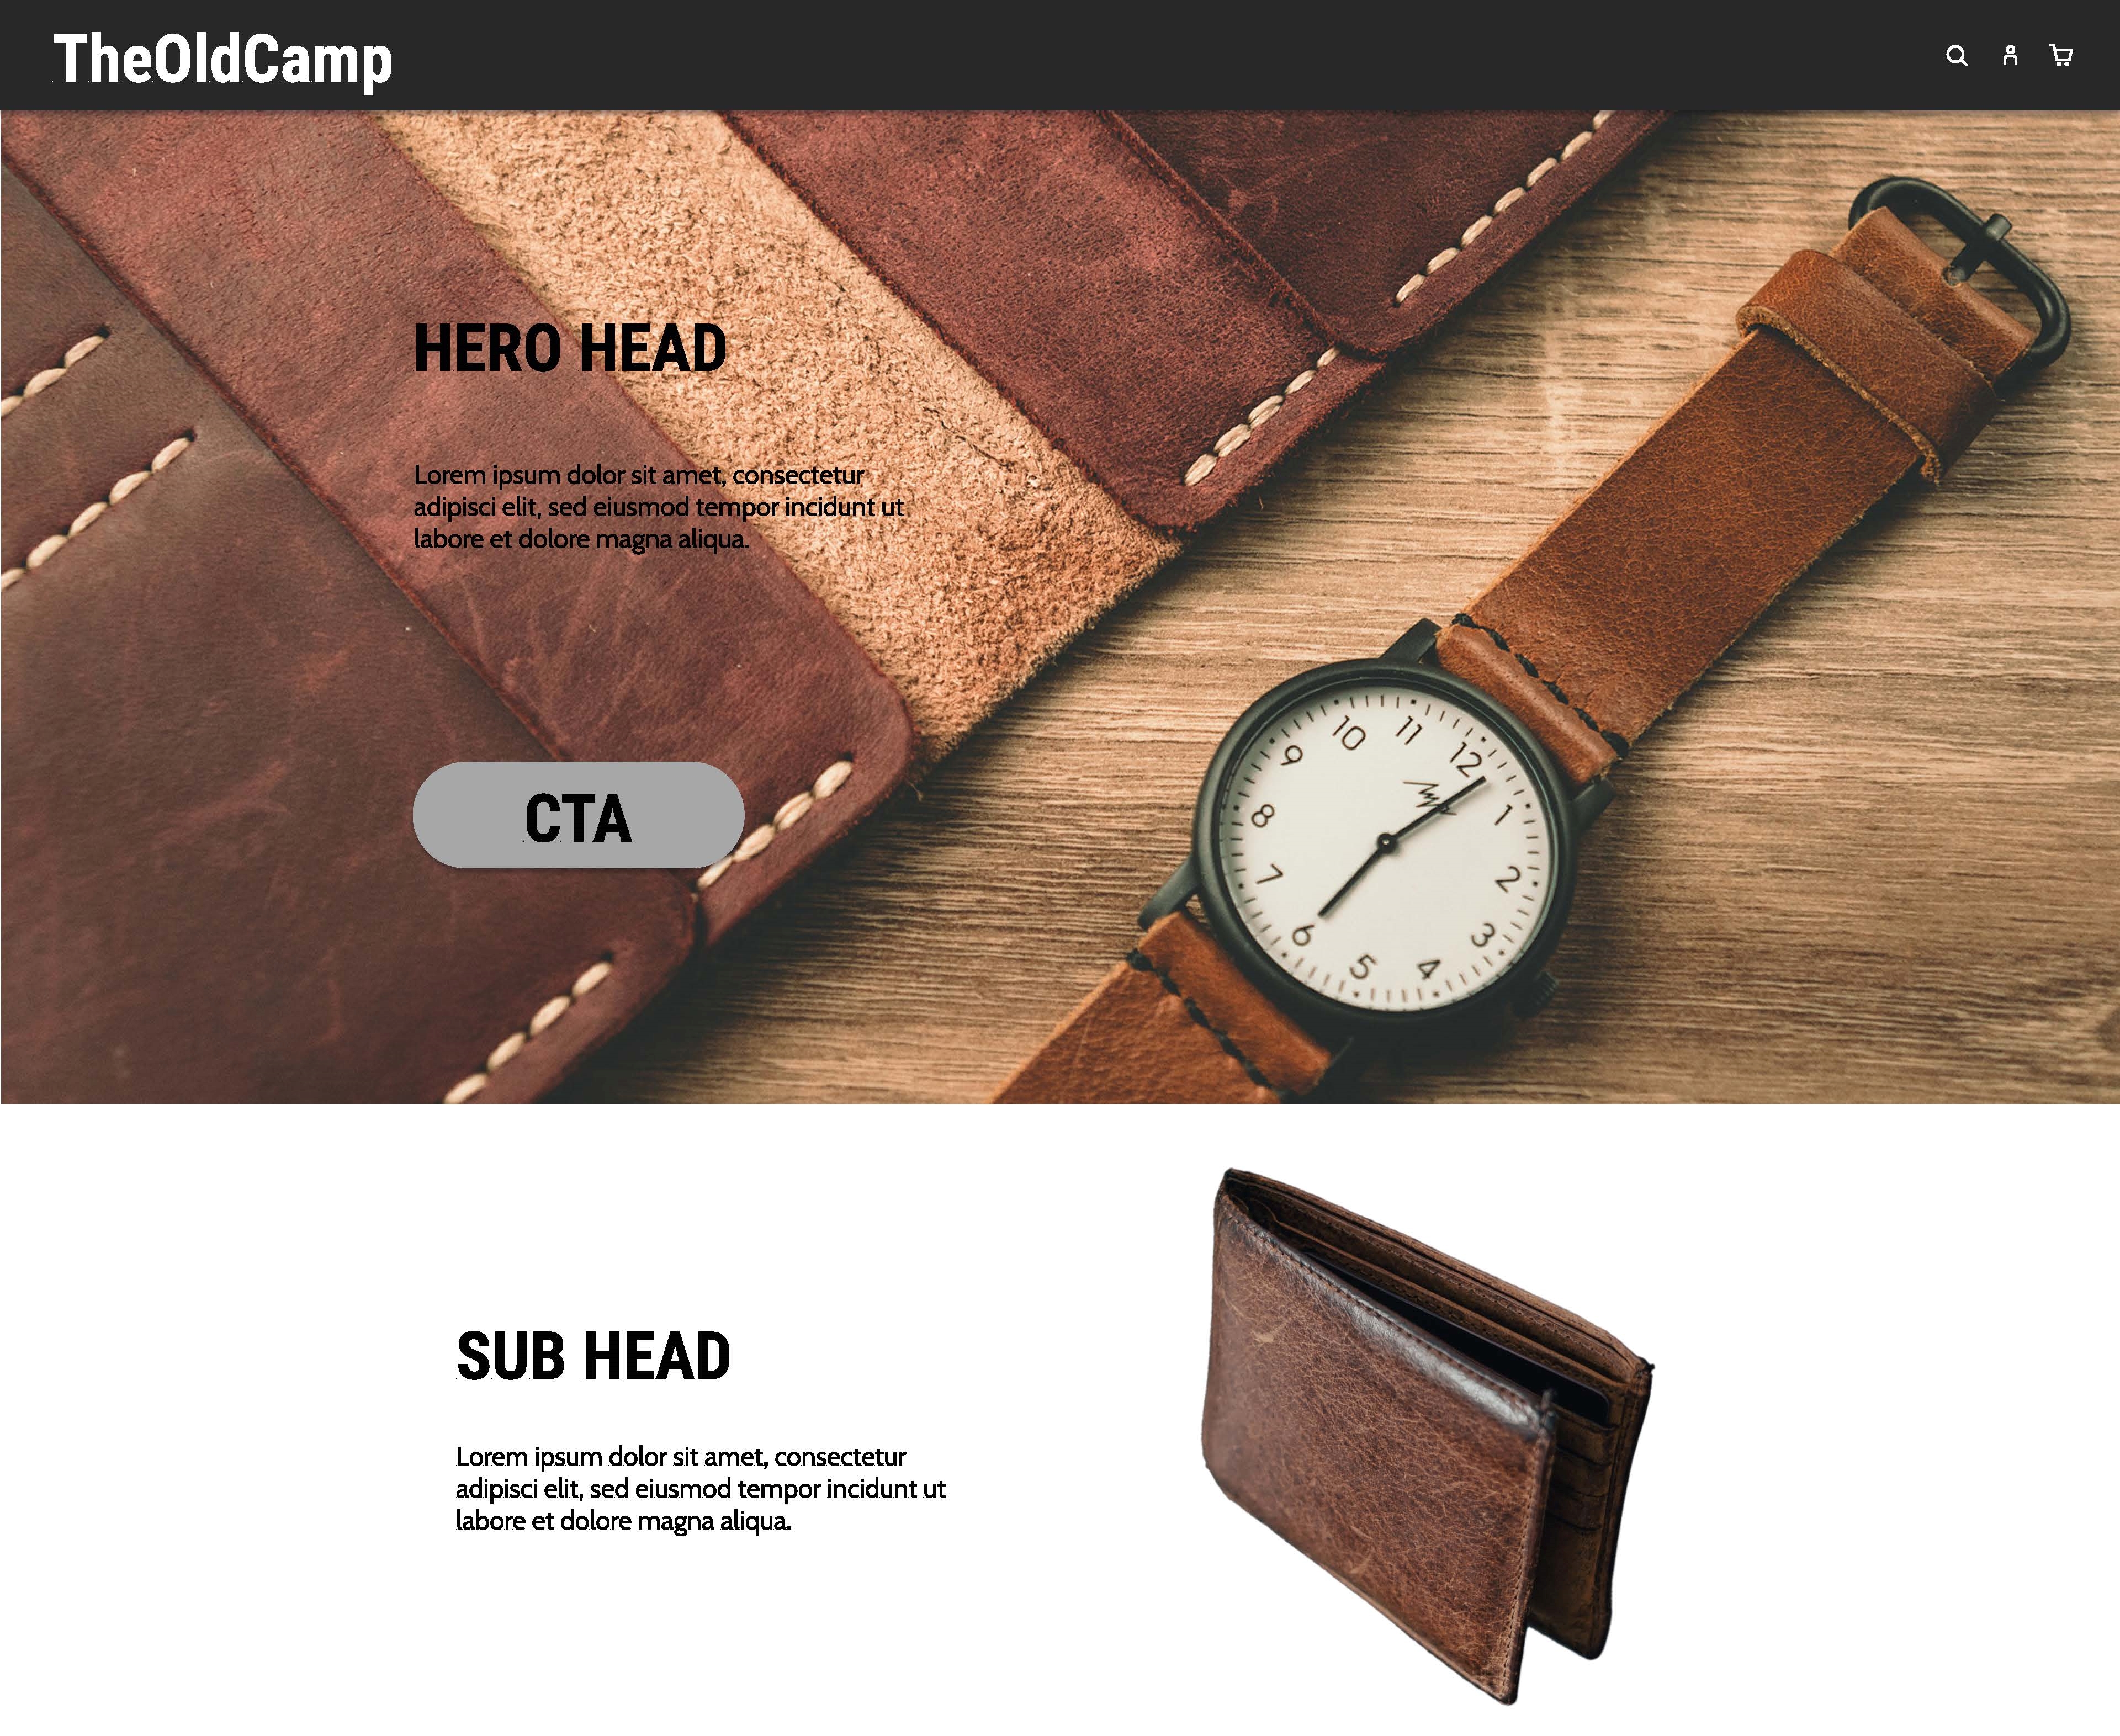 TheOldCamp
HERO HEAD
Lorem ipsum dolor sit amet, consectetur
adipisci elit, sed eiusmod tempor incidunt ut
labore et dolore magna aliqua.
CTA
10
11
12
9
1
8
2
7
3
6
5
4
SUB HEAD
Lorem ipsum dolor sit amet, consectetur
adipisci elit, sed eiusmod tempor incidunt ut
labore et dolore magna aliqua.